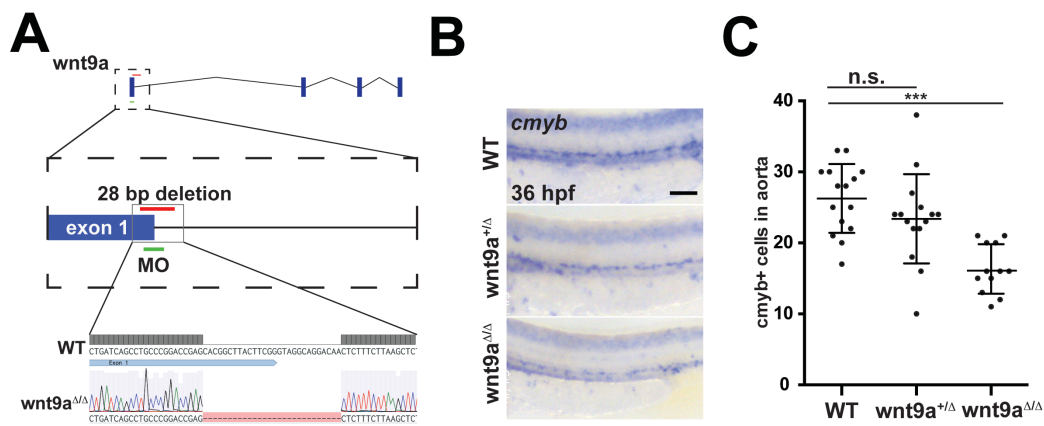 A
wnt9a
28 bp deletion
exon 1
MO
WT
CTGATCAGCCTGCCCGGACCGAGCACGGCTTACTTCGGGTAGGCAGGACAACTCTTTCTTAAGCTC
Exon 1
wnt9aΔ/Δ
CTGATCAGCCTGCCCGGACCGAG----------------------------CTCTTTCTTAAGCTC
B
WT
cmyb
36 hpf
wnt9a+/Δ
wnt9aΔ/Δ
C
n.s.
***
cmyb+ cells in aorta
40
30
20
10
0
WT
wnt9a+/Δ
wnt9aΔ/Δ